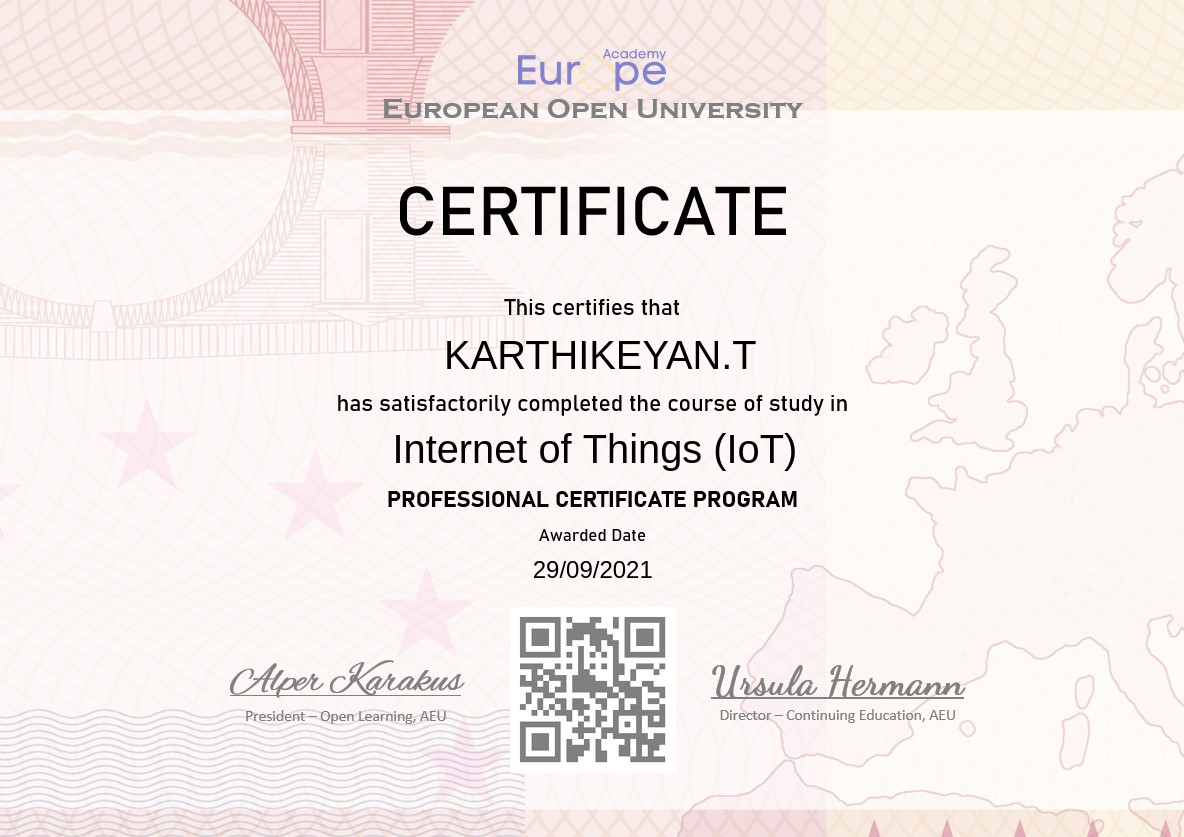 Academy
Europe
EUROPEAN OPEN UNIVERSITY
CERTIFICATE
This certifies that
KARTHIKEYAN.T
has satisfactorily completed the course of study in
Internet of Things (IoT)
PROFESSIONAL CERTIFICATE PROGRAM
Awarded Date
29/09/2021
Alper Karakus
President – Open Learning, AEU
Ursula Hermann
Director – Continuing Education, AEU